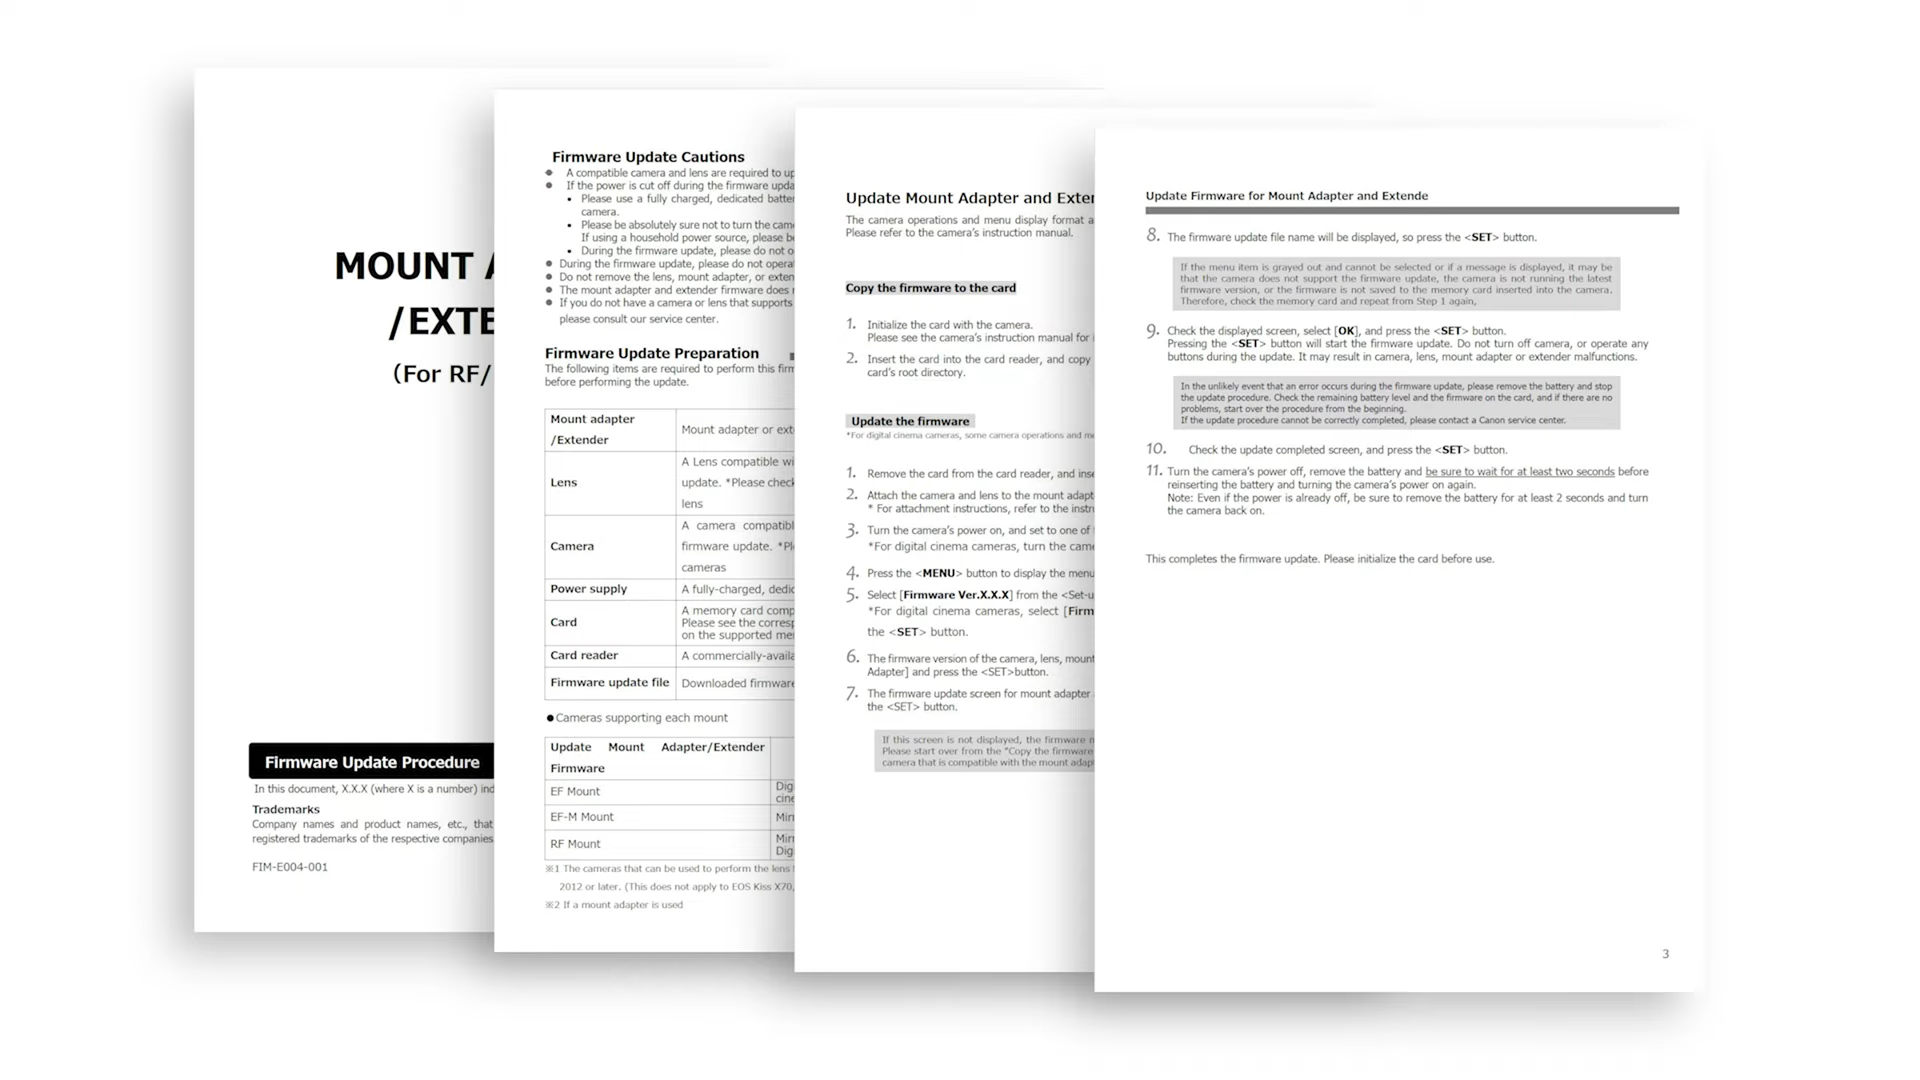 MOUNT
/EXTE
(For RF/
Firmware Update Procedure
In this document, X.X.X (where X is a number)
Trademarks
Company names and product names, etc., that
registered trademarks of the respective companies
FIM-E004-001
Firmware Update Cautions
● A compatible camera and lens are required to
● If the power is cut off during the firmware
• Please use a fully charged, dedicated
camera.
• Please be absolutely sure not to turn the
If using a household power source, please
• During the firmware update, please do not
● During the firmware update, please do not
● Do not remove the lens, mount adapter, or
● The mount adapter and extender firmware does
● If you do not have a camera or lens that supports
please consult our service center.
Firmware Update Preparation
The following items are required to perform this
before performing the update.
Mount adapter
/Extender
Mount adapter or
Lens
A Lens compatible
update. *Please check
lens
Camera
A camera
firmware update.
cameras
Power supply
A fully-charged,
Card
A memory card
Please see the
on the supported
Card reader
A
Firmware update file
Downloaded firmware
●Cameras supporting each mount
Update Mount Adapter/Extender
Firmware
EF Mount
EF-M Mount
RF Mount
※1 The cameras that can be used to perform the lens
2012 or later. (This does not apply to EOS Kiss X70,
※2 If a mount adapter is used
Update Mount Adapter and
The camera operations and menu display format
Please refer to the camera's instruction manual.
Copy the firmware to the card
1. Initialize the card with the camera.
Please see the camera's instruction manual for
2. Insert the card into the card reader, and copy
card's root directory.
Update the firmware
*For digital cinema cameras, some camera operations and
1. Remove the card from the card reader, and
2. Attach the camera and lens to the mount
* For attachment instructions, refer to the
3. Turn the camera's power on, and set to one of
*For digital cinema cameras, turn the
4. Press the <MENU> button to display the menu
5. Select [Firmware Ver.X.X.X] from the
*For digital cinema cameras, select
the <SET> button.
6. The firmware version of the camera, lens,
Adapter] and press the <SET>button.
7. The firmware update screen for mount adapter
the <SET> button.
If this screen is not displayed, the firmware
Please start over from the "Copy the firmware
camera that is compatible with the mount
Update Firmware for Mount Adapter and Extende
8. The firmware update file name will be displayed, so press the <SET> button.
If the menu item is grayed out and cannot be selected or if a message is displayed, it may be
that the camera does not support the firmware update, the camera is not running the latest
firmware version, or the firmware is not saved to the memory card inserted into the camera.
Therefore, check the memory card and repeat from Step 1 again,
9. Check the displayed screen, select [OK], and press the <SET> button.
Pressing the <SET> button will start the firmware update. Do not turn off camera, or operate any
buttons during the update. It may result in camera, lens, mount adapter or extender malfunctions.
In the unlikely event that an error occurs during the firmware update, please remove the battery and stop
the update procedure. Check the remaining battery level and the firmware on the card, and if there are no
problems, start over the procedure from the beginning.
If the update procedure cannot be correctly completed, please contact a Canon service center.
10. Check the update completed screen, and press the <SET> button.
11. Turn the camera's power off, remove the battery and be sure to wait for at least two seconds before
reinserting the battery and turning the camera's power on again.
Note: Even if the power is already off, be sure to remove the battery for at least 2 seconds and turn
the camera back on.
This completes the firmware update. Please initialize the card before use.
3